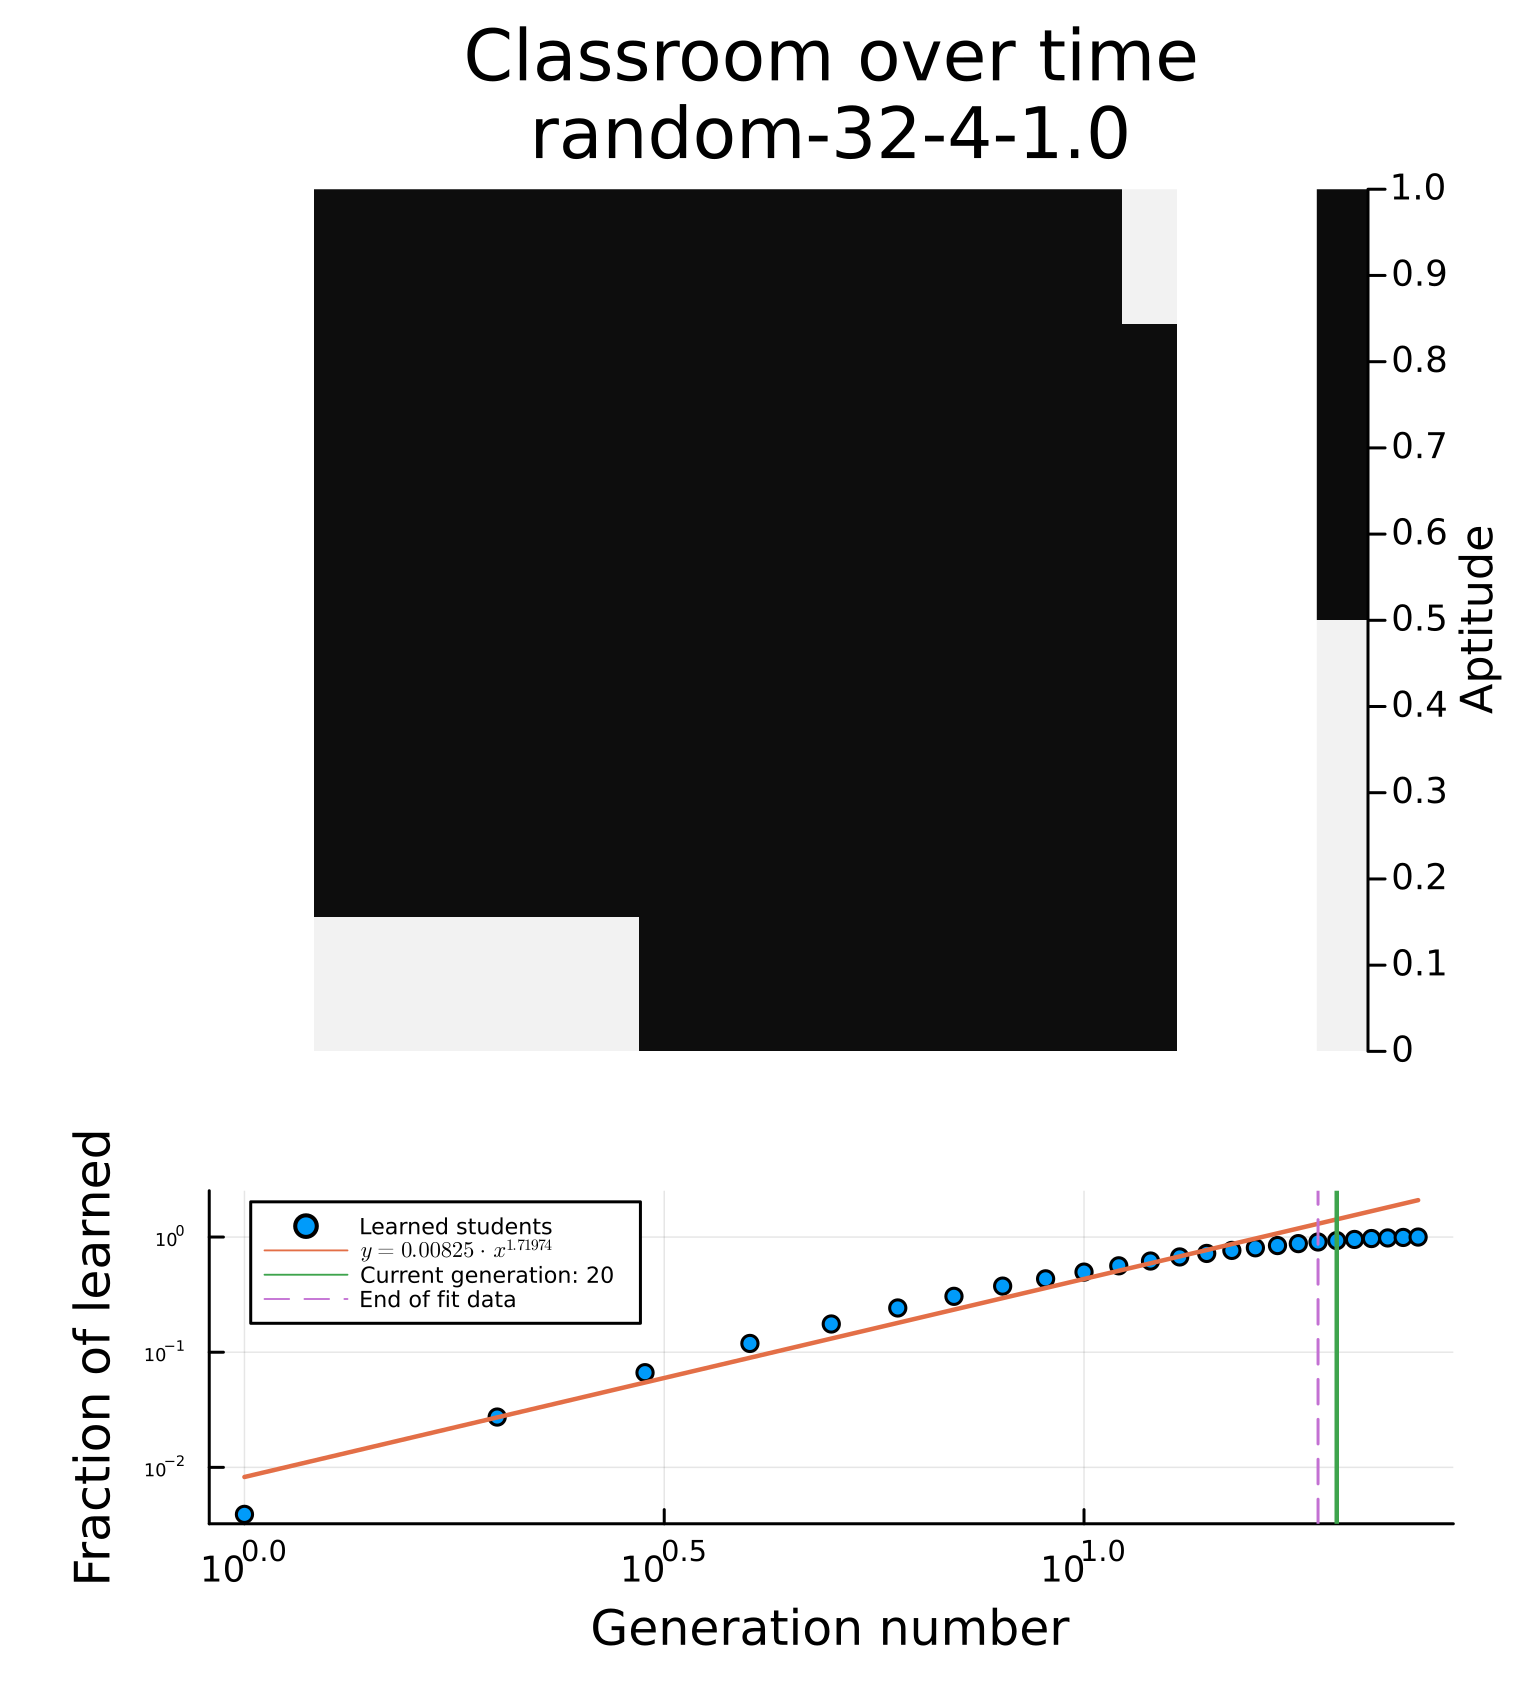 Classroom over time
random-32-4-1.0
1.0
0.9
0.8
0.7
0.6
0.5
0.4
0.3
0.2
0.1
0
Aptitude
Fraction of learned
10⁰
10⁻¹
10⁻²
Learned students
y = 0.00825 · x^1.71974
Current generation: 20
End of fit data
10^0.0
10^0.5
10^1.0
Generation number